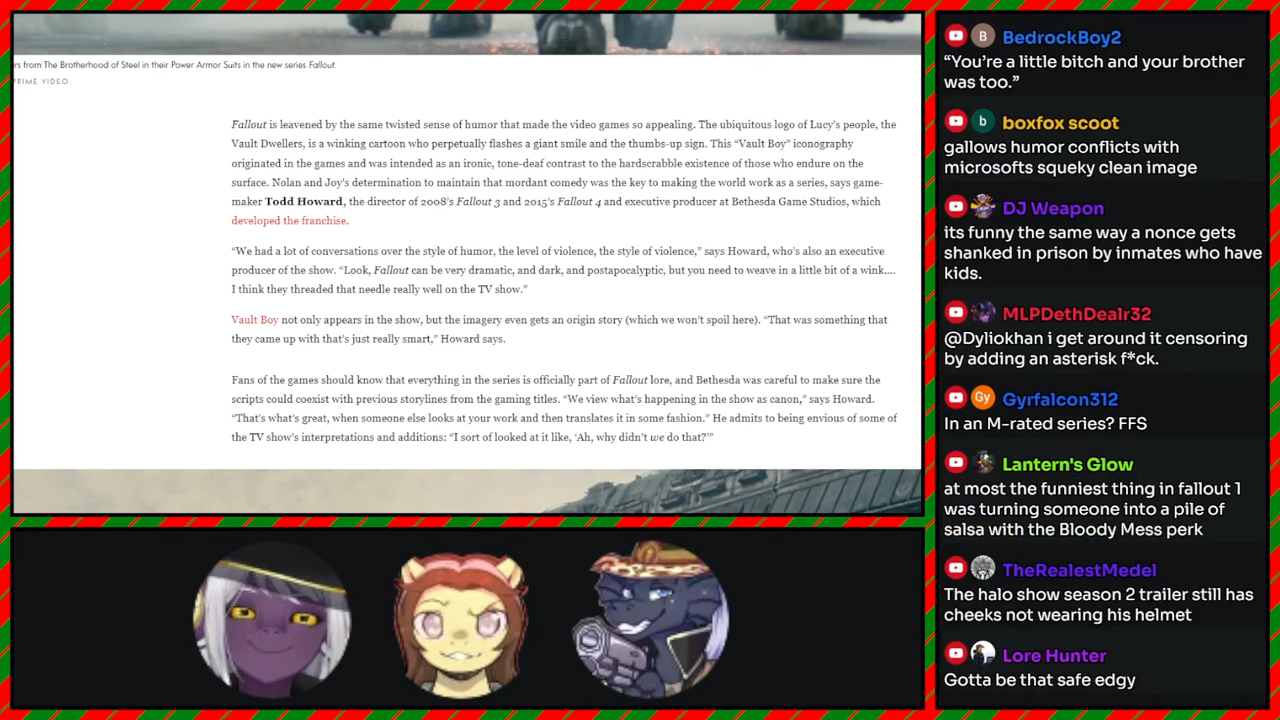 rs from The Brotherhood of Steel in their Power Armor Suits in the new series Fallout.
PRIME VIDEO.
Fallout is leavened by the same twisted sense of humor that made the video games so appealing. The ubiquitous logo of Lucy's people, the
Vault Dwellers, is a winking cartoon who perpetually flashes a giant smile and the thumbs-up sign. This “Vault Boy” iconography
originated in the games and was intended as an ironic, tone-deaf contrast to the hardscrabble existence of those who endure on the
surface. Nolan and Joy's determination to maintain that mordant comedy was the key to making the world work as a series, says game-
maker Todd Howard, the director of 2008's Fallout 3 and 2015's Fallout 4 and executive producer at Bethesda Game Studios, which
developed the franchise.
“We had a lot of conversations over the style of humor, the level of violence, the style of violence,” says Howard, who's also an executive
producer of the show. “Look, Fallout can be very dramatic, and dark, and postapocalyptic, but you need to weave in a little bit of a wink....
I think they threaded that needle really well on the TV show.”
Vault Boy not only appears in the show, but the imagery even gets an origin story (which we won't spoil here). “That was something that
they came up with that's just really smart,” Howard says.
Fans of the games should know that everything in the series is officially part of Fallout lore, and Bethesda was careful to make sure the
scripts could coexist with previous storylines from the gaming titles. “We view what's happening in the show as canon,” says Howard.
“That's what's great, when someone else looks at your work and then translates it in some fashion.” He admits to being envious of some of
the TV show's interpretations and additions: “I sort of looked at it like, ‘Ah, why didn't we do that?’”
B BedrockBoy2
“You're a little bitch and your brother
was too.”
b boxfox scoot
gallows humor conflicts with
microsofts squeky clean image
DJ Weapon
its funny the same way a nonce gets
shanked in prison by inmates who have
kids.
MLPDethDealr32
@Dyliokhan i get around it censoring
by adding an asterisk f*ck.
Gy Gyrfalcon312
In an M-rated series? FFS
Lantern's Glow
at most the funniest thing in fallout 1
was turning someone into a pile of
salsa with the Bloody Mess perk
TheRealestMedel
The halo show season 2 trailer still has
cheeks not wearing his helmet
Lore Hunter
Gotta be that safe edgy